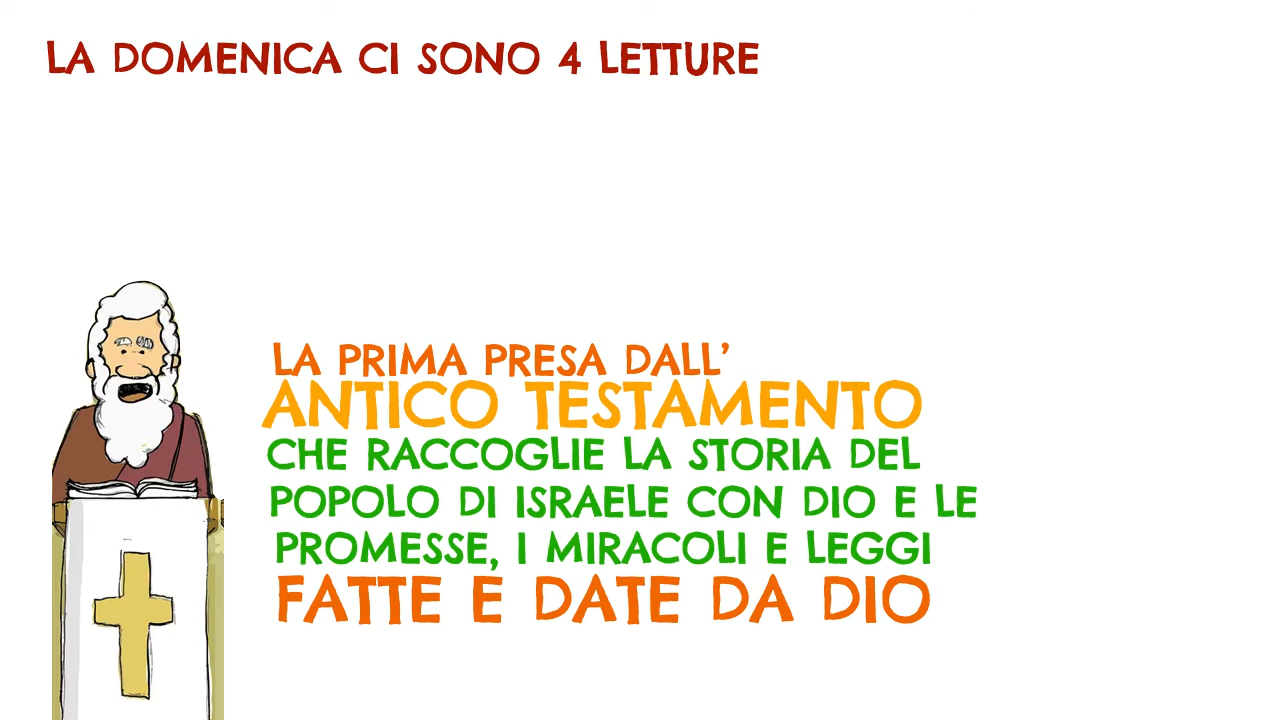 LA DOMENICA CI SONO 4 LETTURE
LA PRIMA PRESA DALL'
ANTICO TESTAMENTO
CHE RACCOGLIE LA STORIA DEL
POPOLO DI ISRAELE CON DIO E LE
PROMESSE, I MIRACOLI E LEGGI
FATTE E DATE DA DIO